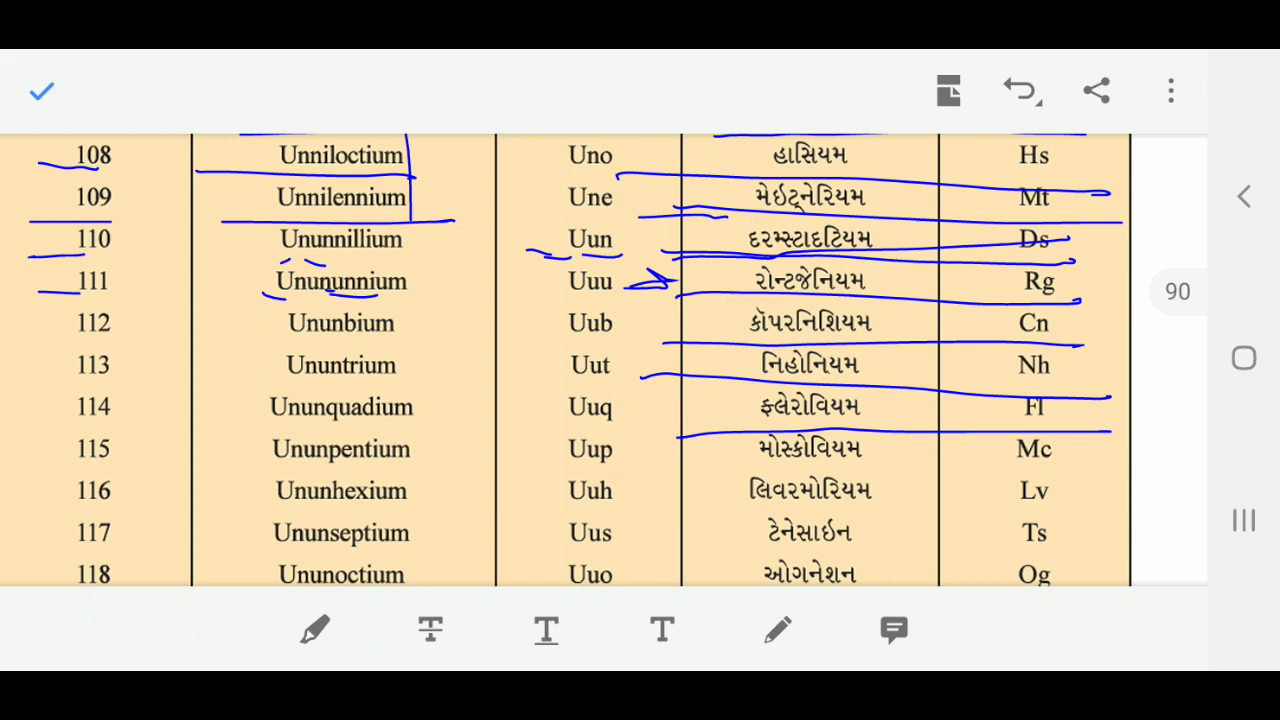 108 Unniloctium Uno હાસિયમ Hs
109 Unnilennium Une મેઇટ્નેરિયમ Mt
110 Ununnillium Uun દરમ્સ્ટાદટિયમ Ds
111 Unununnium Uuu રોન્ટજેનિયમ Rg
90
112 Ununbium Uub કૉપરનિશિયમ Cn
113 Ununtrium Uut નિહોનિયમ Nh
114 Ununquadium Uuq ફ્લેરોવિયમ Fl
115 Ununpentium Uup મોસ્કોવિયમ Mc
116 Ununhexium Uuh લિવરમોરિયમ Lv
117 Ununseptium Uus ટેનેસાઇન Ts
118 Ununoctium Uuo ઓગનેશન Og